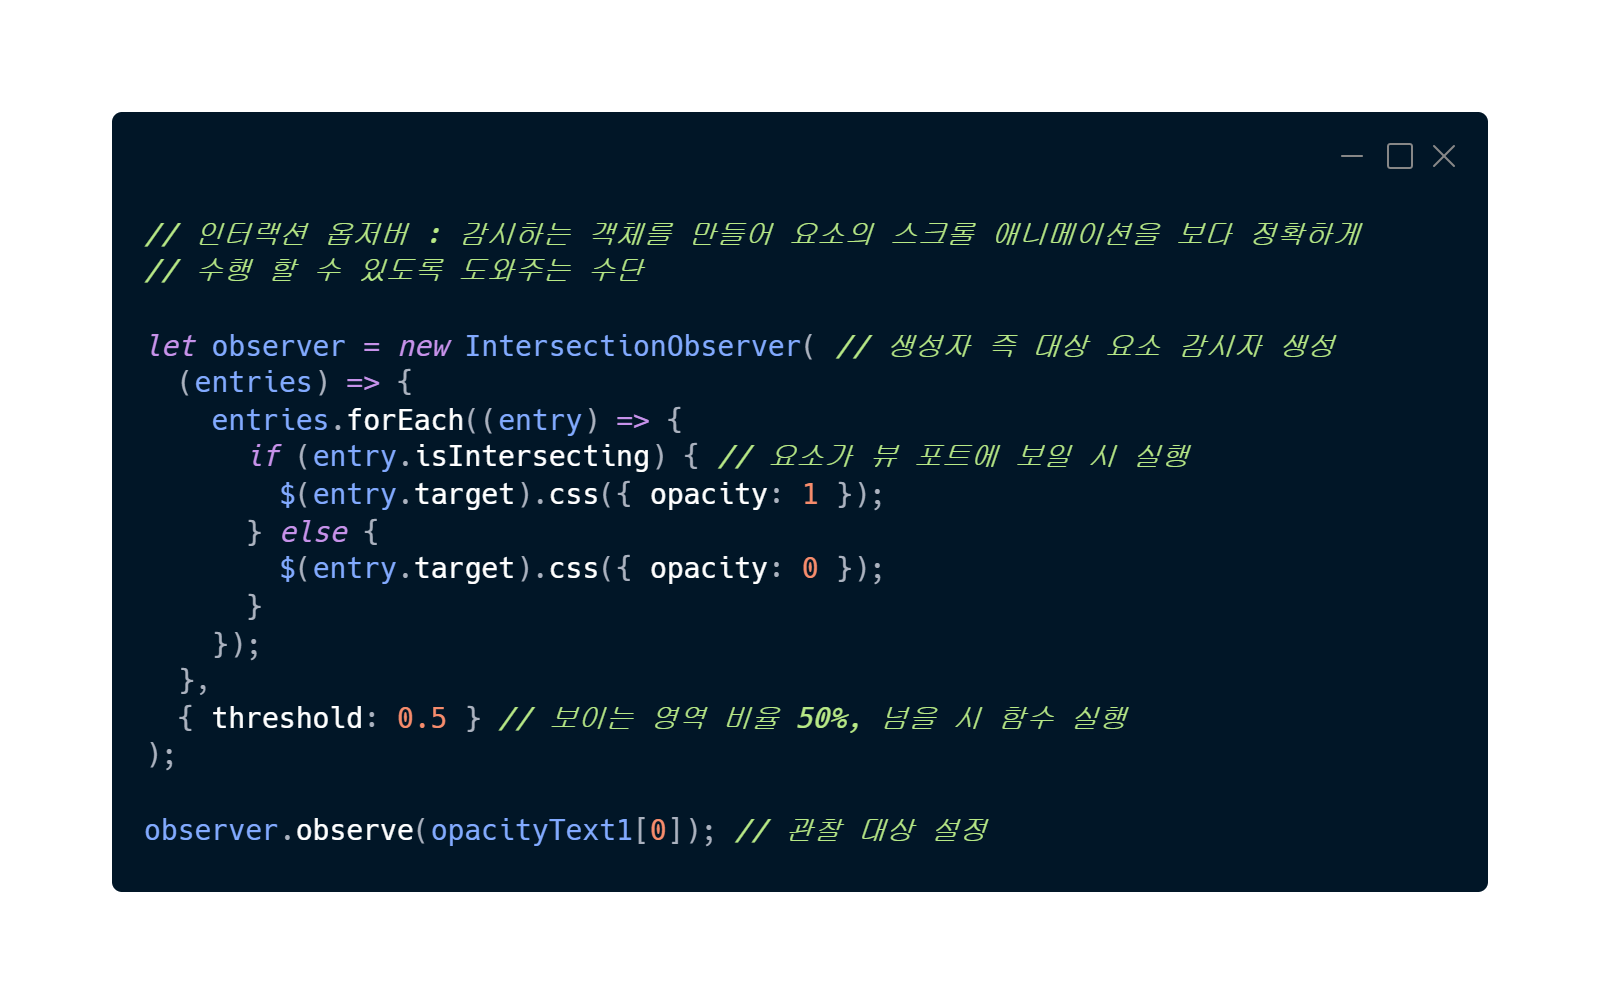 // 인터랙션 옵저버 : 감시하는 객체를 만들어 요소의 스크롤 애니메이션을 보다 정확하게
// 수행 할 수 있도록 도와주는 수단
let observer = new IntersectionObserver( // 생성자 즉 대상 요소 감시자 생성
(entries) => {
entries.forEach((entry) => {
if (entry.isIntersecting) { // 요소가 뷰 포트에 보일 시 실행
$(entry.target).css({ opacity: 1 });
} else {
$(entry.target).css({ opacity: 0 });
}
});
},
{ threshold: 0.5 } // 보이는 영역 비율 50%, 넘을 시 함수 실행
);
observer.observe(opacityText1[0]); // 관찰 대상 설정